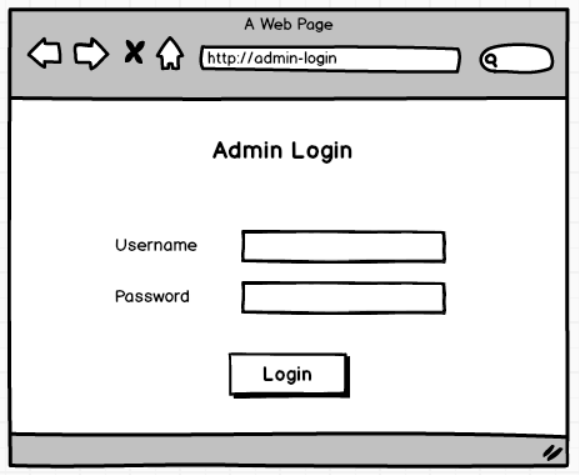 A Web Page
http://admin-login
Admin Login
Username
Password
Login